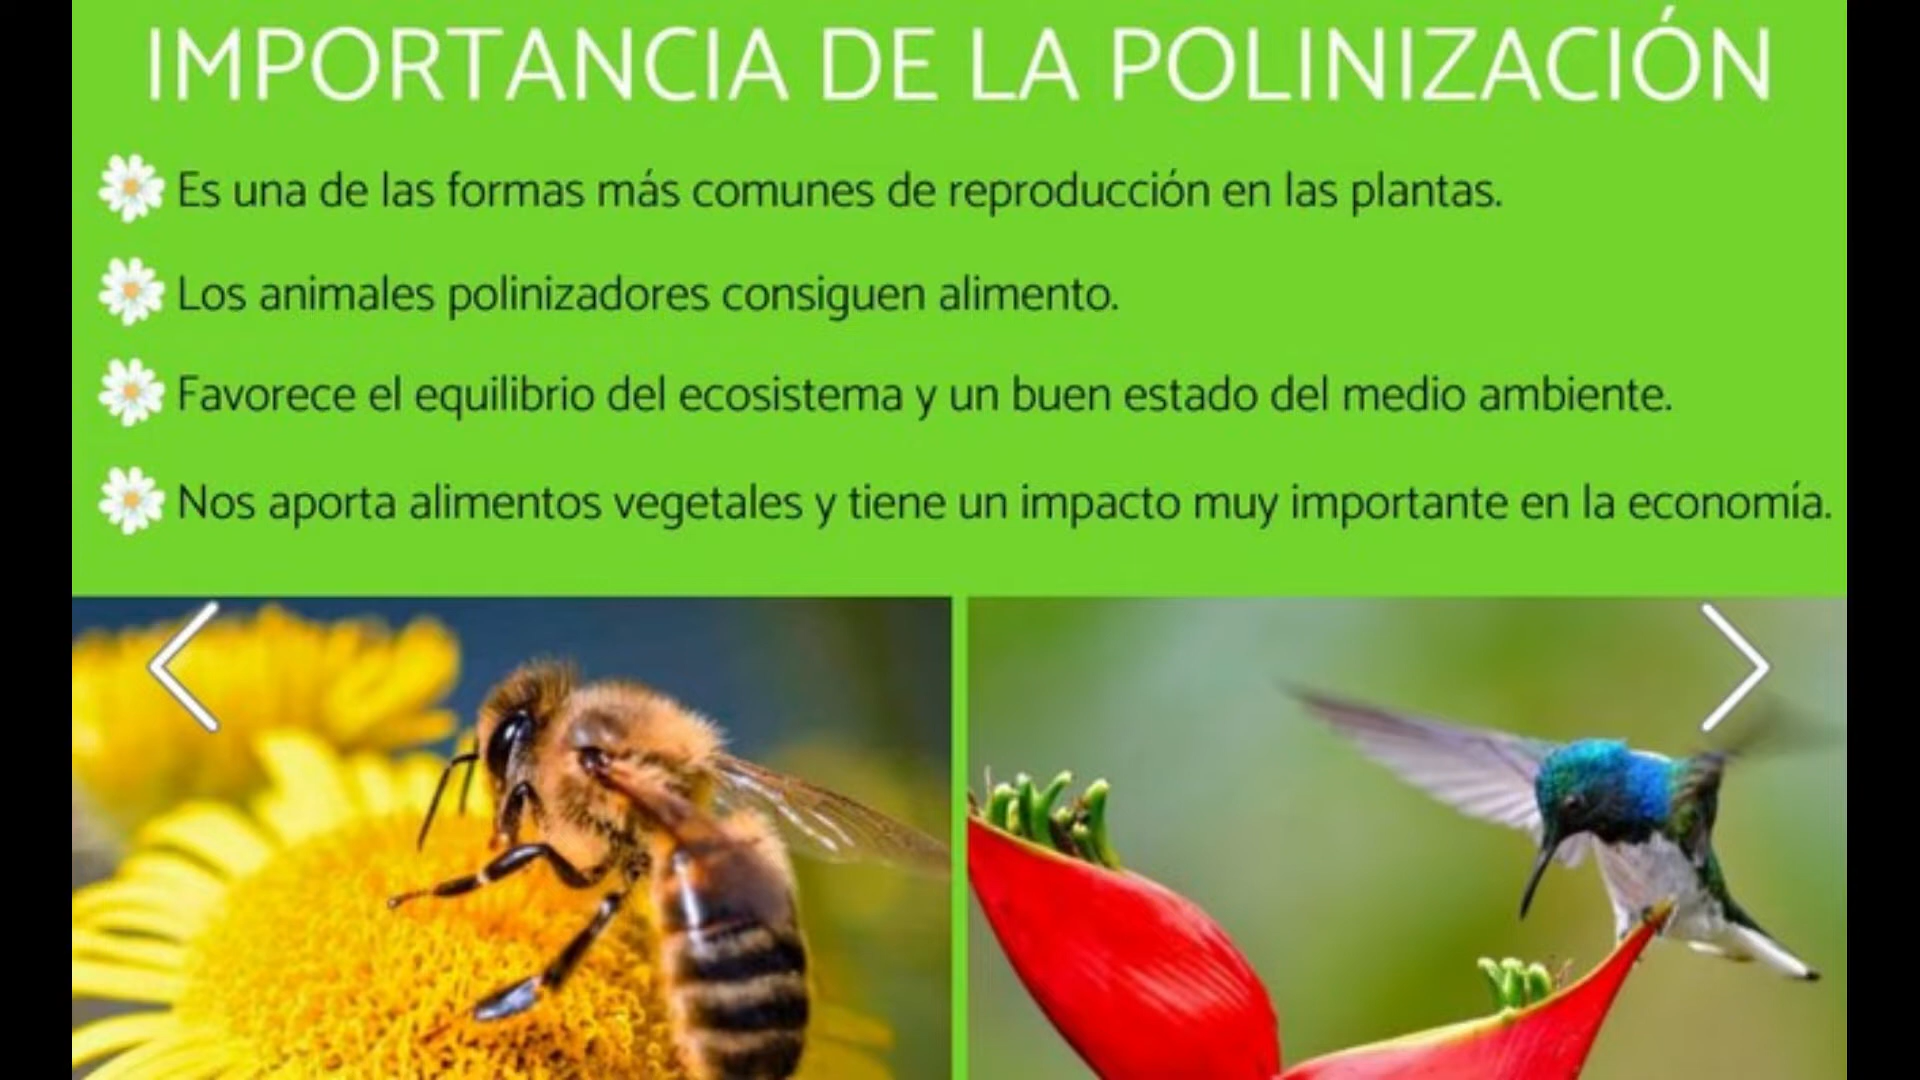 IMPORTANCIA DE LA POLINIZACIÓN
Es una de las formas más comunes de reproducción en las plantas.
Los animales polinizadores consiguen alimento.
Favorece el equilibrio del ecosistema y un buen estado del medio ambiente.
Nos aporta alimentos vegetales y tiene un impacto muy importante en la economía.